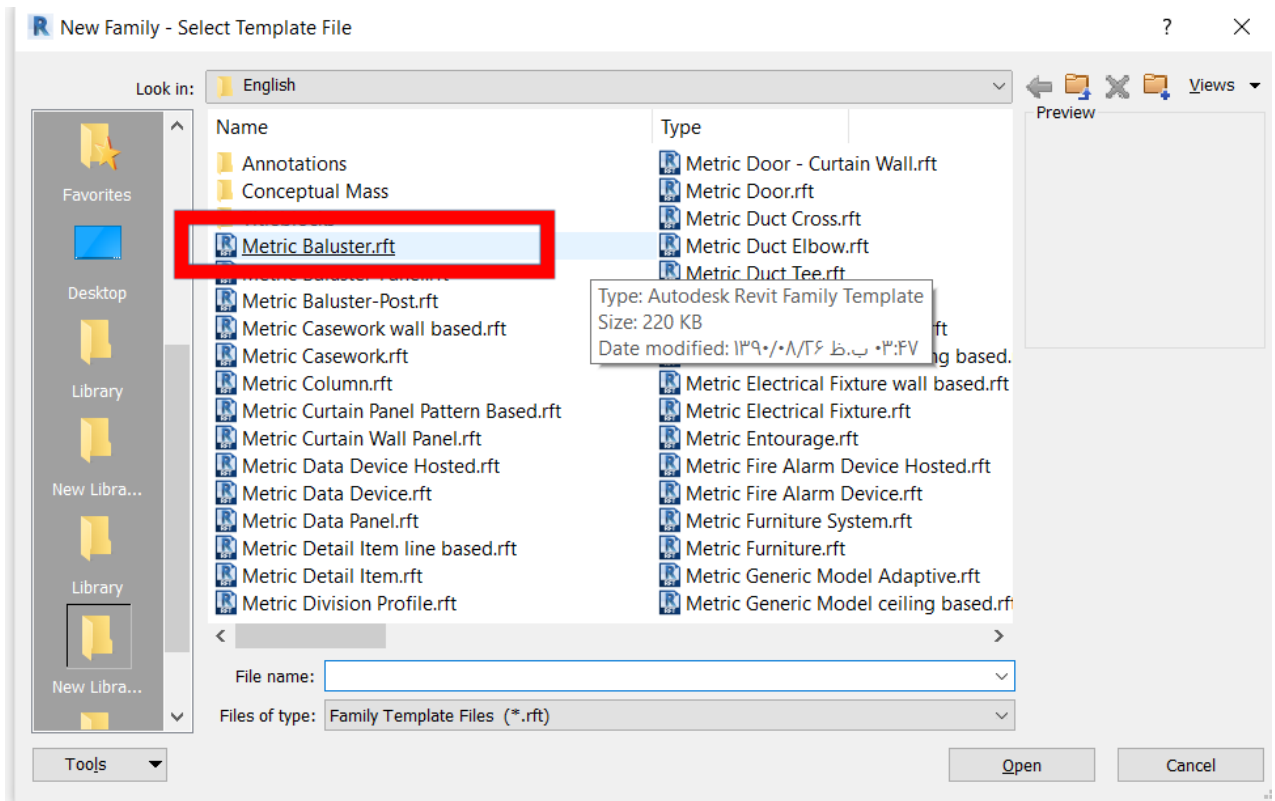 New Family - Select Template File
?
Look in:
English
Views
Preview
Name
Type
Favorites
Desktop
Library
New Libra...
Library
New Libra...
Annotations
Conceptual Mass
Metric Baluster.rft
Metric Baluster-Post.rft
Metric Casework wall based.rft
Metric Casework.rft
Metric Column.rft
Metric Curtain Panel Pattern Based.rft
Metric Curtain Wall Panel.rft
Metric Data Device Hosted.rft
Metric Data Device.rft
Metric Data Panel.rft
Metric Detail Item line based.rft
Metric Detail Item.rft
Metric Division Profile.rft
Metric Door - Curtain Wall.rft
Metric Door.rft
Metric Duct Cross.rft
Metric Duct Elbow.rft
Metric Duct Tee.rft
Type: Autodesk Revit Family Template
Size: 220 KB
Date modified: ۱۳۹۰/۰۸/۲۶ ب.ظ ۰۳:۴۷
ft
ng based.
Metric Electrical Fixture wall based.rft
Metric Electrical Fixture.rft
Metric Entourage.rft
Metric Fire Alarm Device Hosted.rft
Metric Fire Alarm Device.rft
Metric Furniture System.rft
Metric Furniture.rft
Metric Generic Model Adaptive.rft
Metric Generic Model ceiling based.rft
File name:
Files of type: Family Template Files (*.rft)
Tools
Open
Cancel